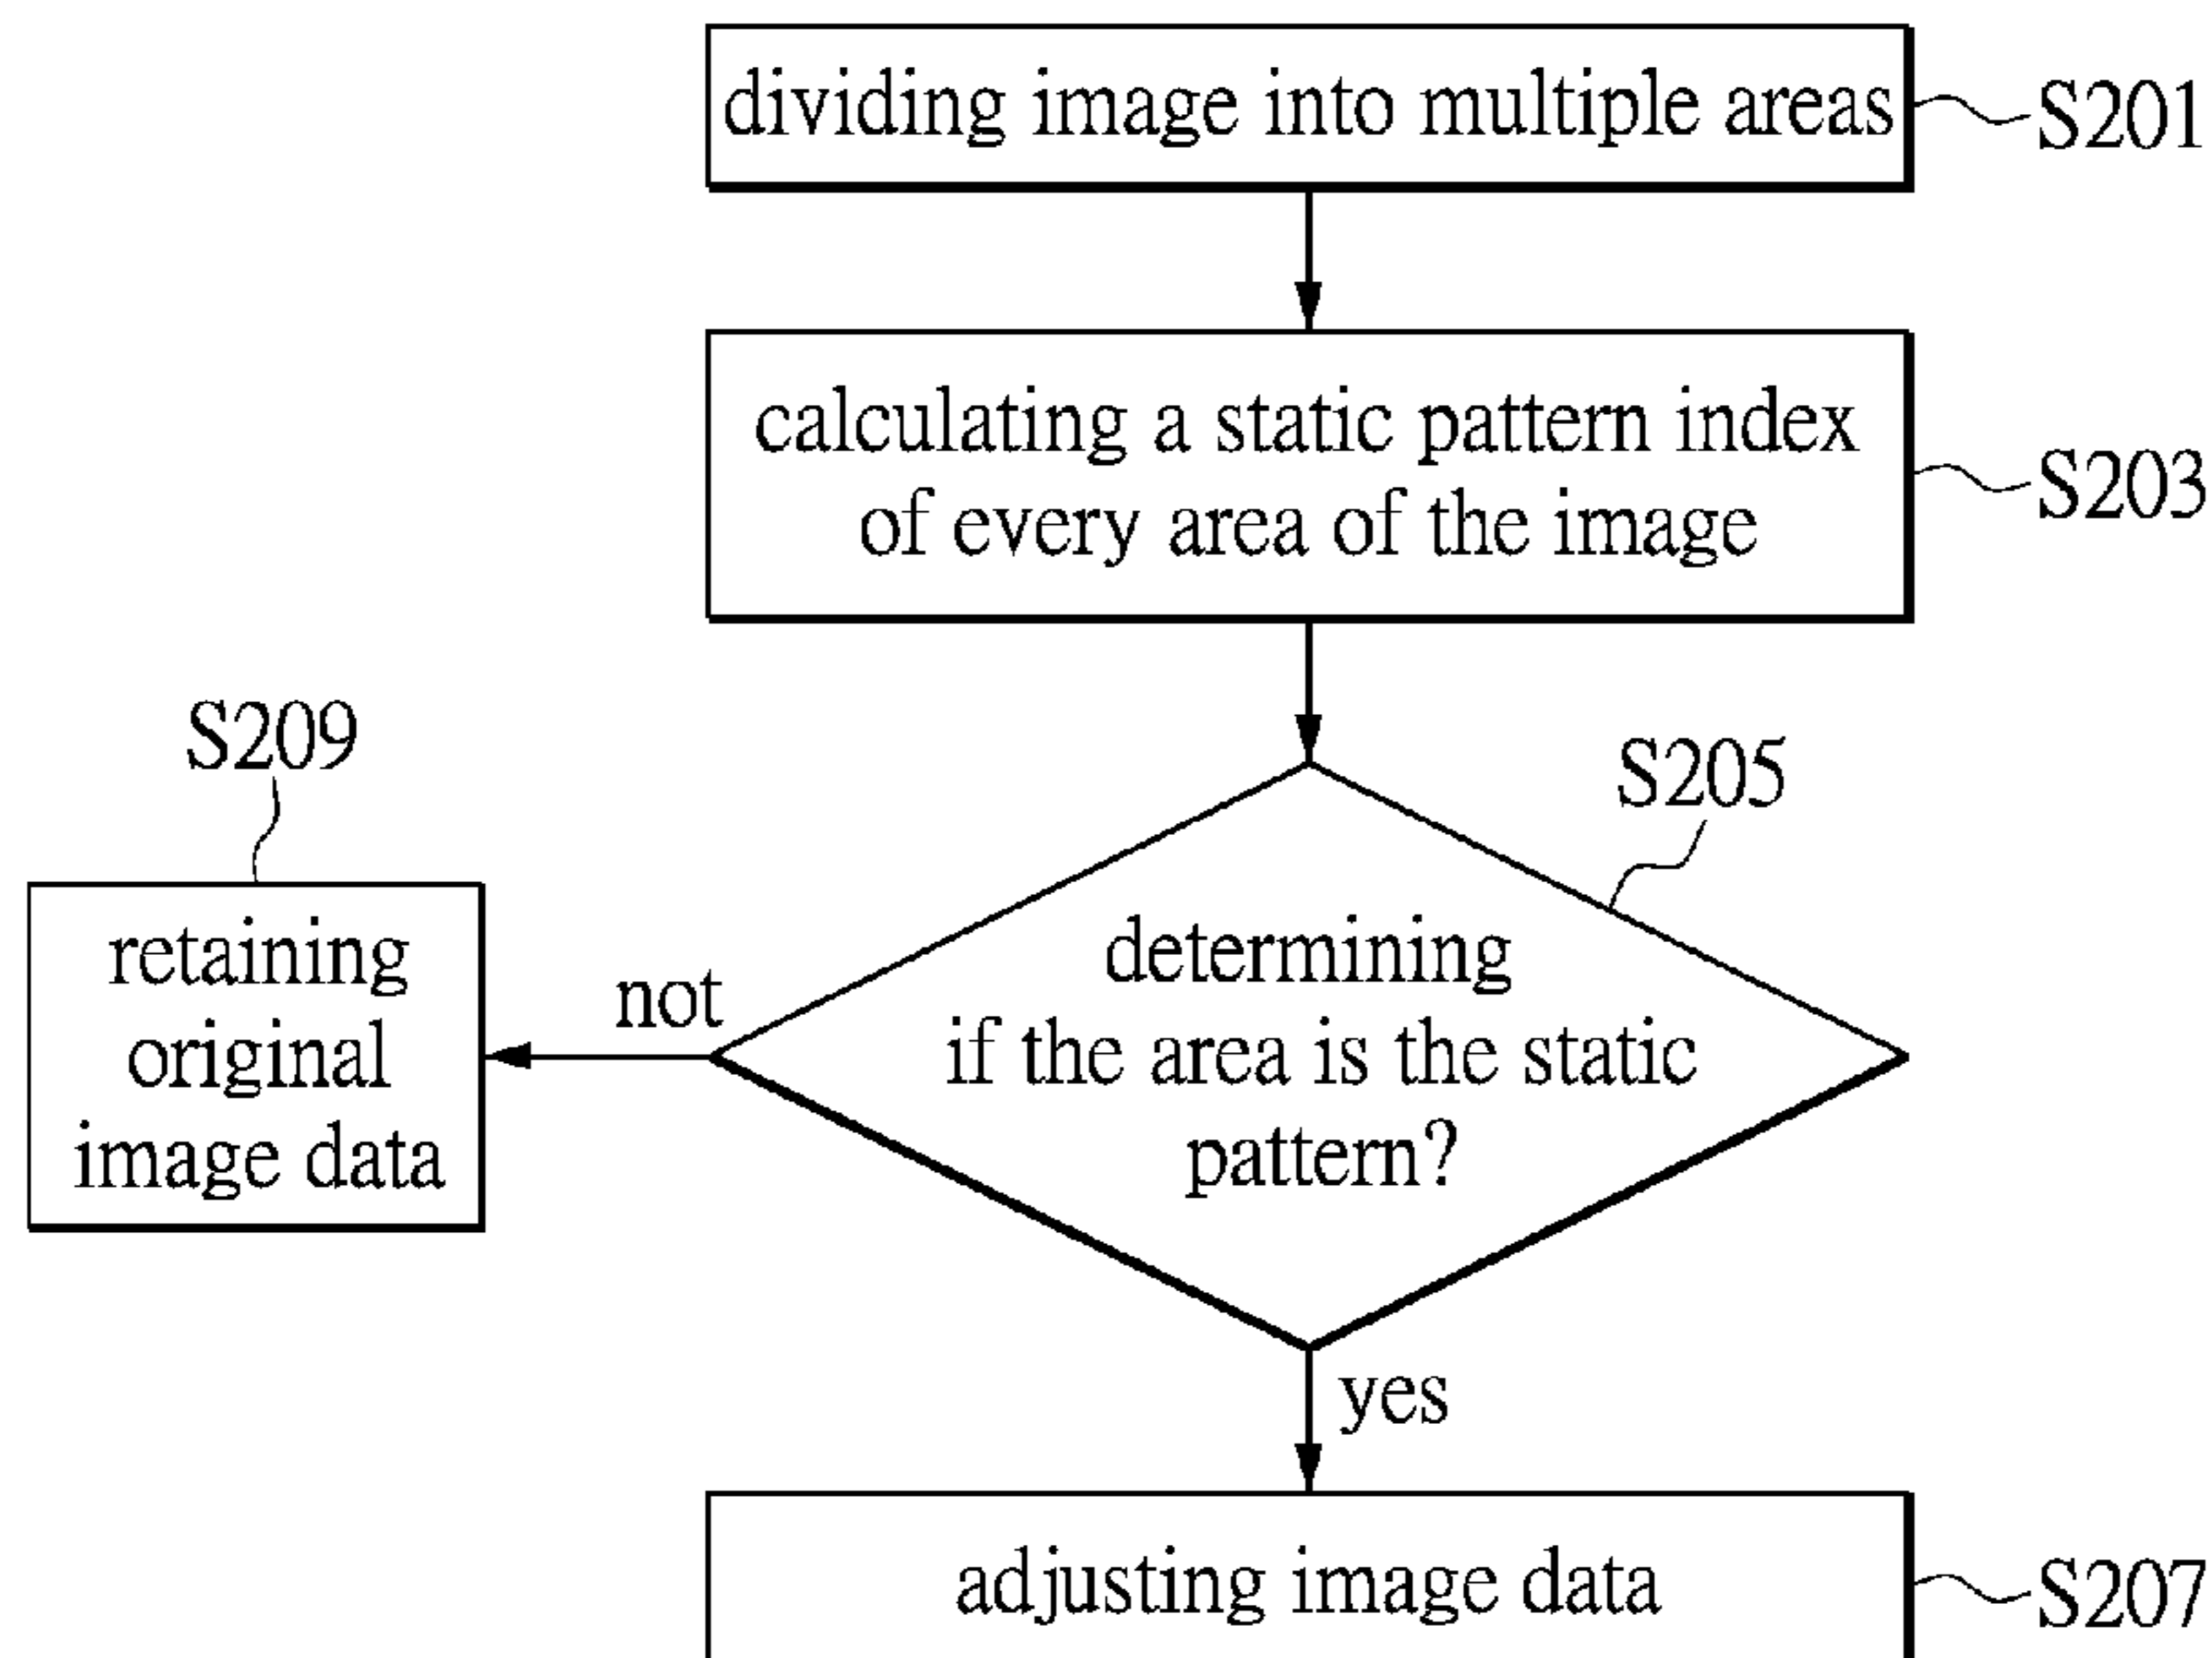 dividing image into multiple areas
S201
calculating a static pattern index
of every area of the image
S203
S209
S205
retaining
original
image data
not
determining
if the area is the static
pattern?
yes
adjusting image data
S207